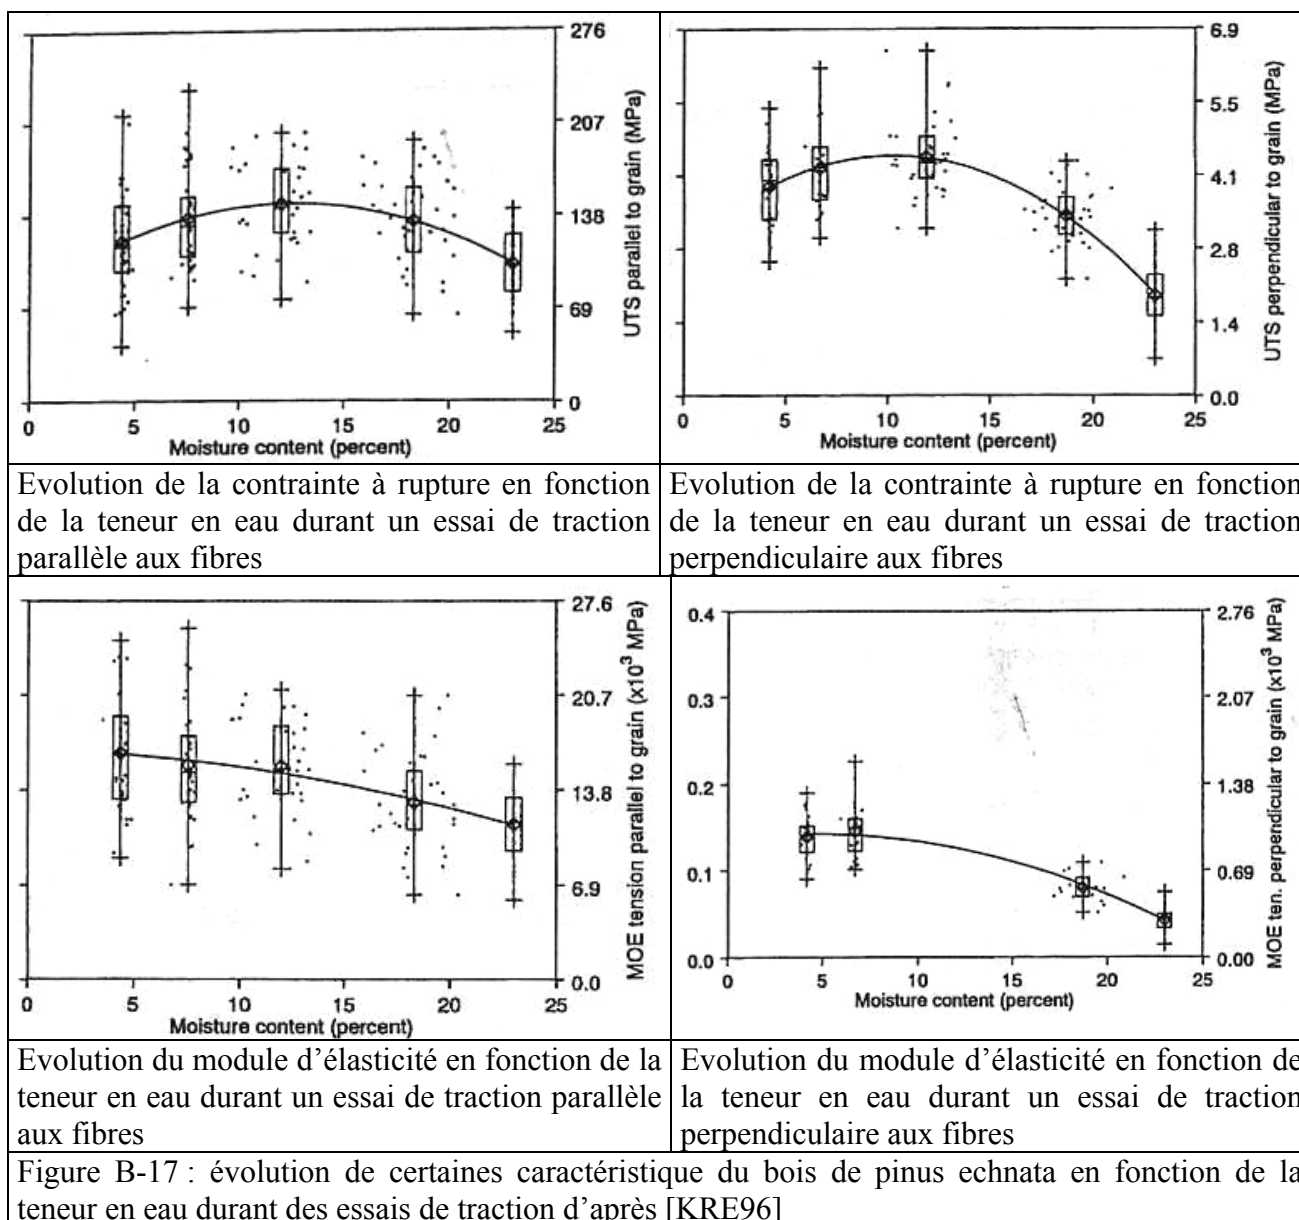 276
207
138
69
0
UTS parallel to grain (MPa)
0 5 10 15 20 25
Moisture content (percent)
6.9
5.5
4.1
2.8
1.4
0.0
UTS perpendicular to grain (MPa)
0 5 10 15 20 25
Moisture content (percent)
Evolution de la contrainte à rupture en fonction
de la teneur en eau durant un essai de traction
parallèle aux fibres
Evolution de la contrainte à rupture en fonction
de la teneur en eau durant un essai de traction
perpendiculaire aux fibres
27.6
20.7
13.8
6.9
0.0
MOE tension parallel to grain (x10³ MPa)
0 5 10 15 20 25
Moisture content (percent)
0.4
0.3
0.2
0.1
0.0
2.76
2.07
1.38
0.69
0.00
MOE ten. perpendicular to grain (x10³ MPa)
0 5 10 15 20 25
Moisture content (percent)
Evolution du module d’élasticité en fonction de la
teneur en eau durant un essai de traction parallèle
aux fibres
Evolution du module d’élasticité en fonction de
la teneur en eau durant un essai de traction
perpendiculaire aux fibres
Figure B-17 : évolution de certaines caractéristique du bois de pinus echnata en fonction de la
teneur en eau durant des essais de traction d’après [KRE96]